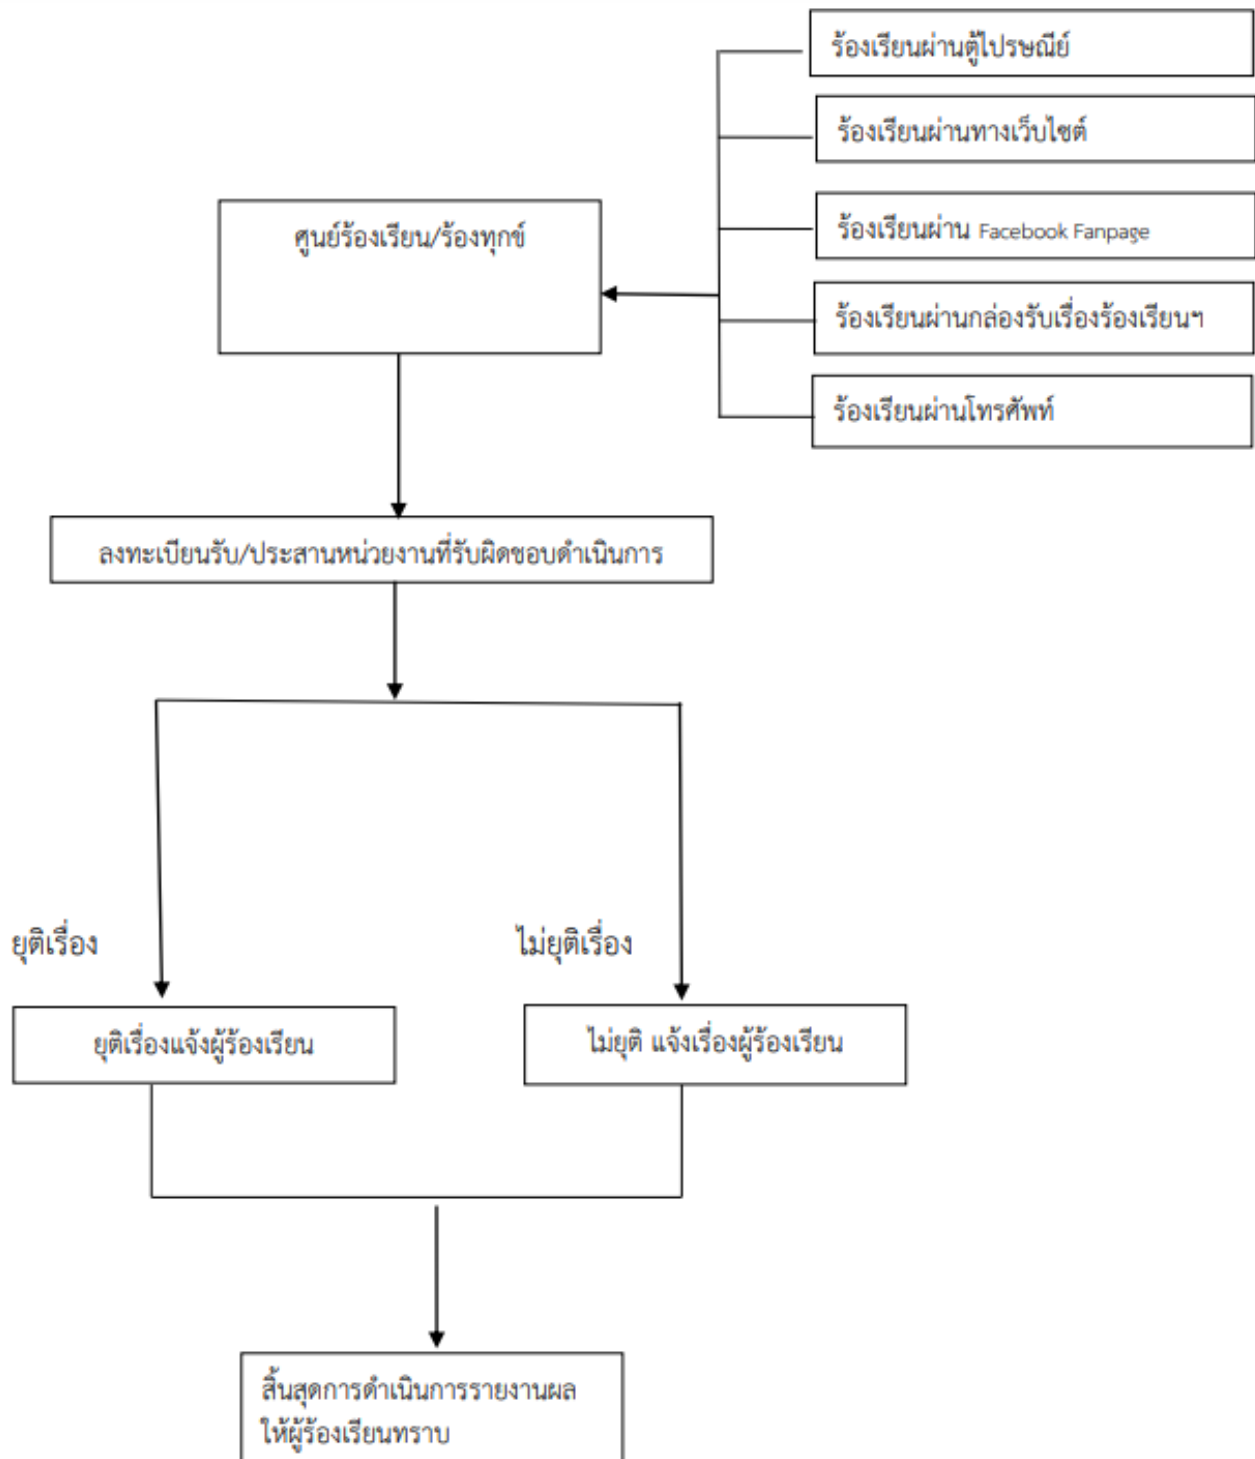 ร้องเรียนผ่านตู้ไปรษณีย์
ร้องเรียนผ่านทางเว็บไซต์
ร้องเรียนผ่าน Facebook Fanpage
ร้องเรียนผ่านกล่องรับเรื่องร้องเรียนฯ
ร้องเรียนผ่านโทรศัพท์
ศูนย์ร้องเรียน/ร้องทุกข์
ลงทะเบียนรับ/ประสานหน่วยงานที่รับผิดชอบดำเนินการ
ยุติเรื่อง
ไม่ยุติเรื่อง
ยุติเรื่องแจ้งผู้ร้องเรียน
ไม่ยุติ แจ้งเรื่องผู้ร้องเรียน
สิ้นสุดการดำเนินการรายงานผล
ให้ผู้ร้องเรียนทราบ